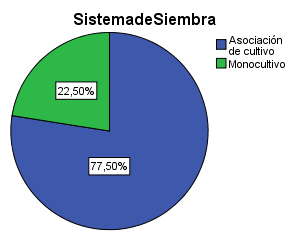 SistemadeSiembra
Asociación
de cultivo
Monocultivo
22,50%
77,50%